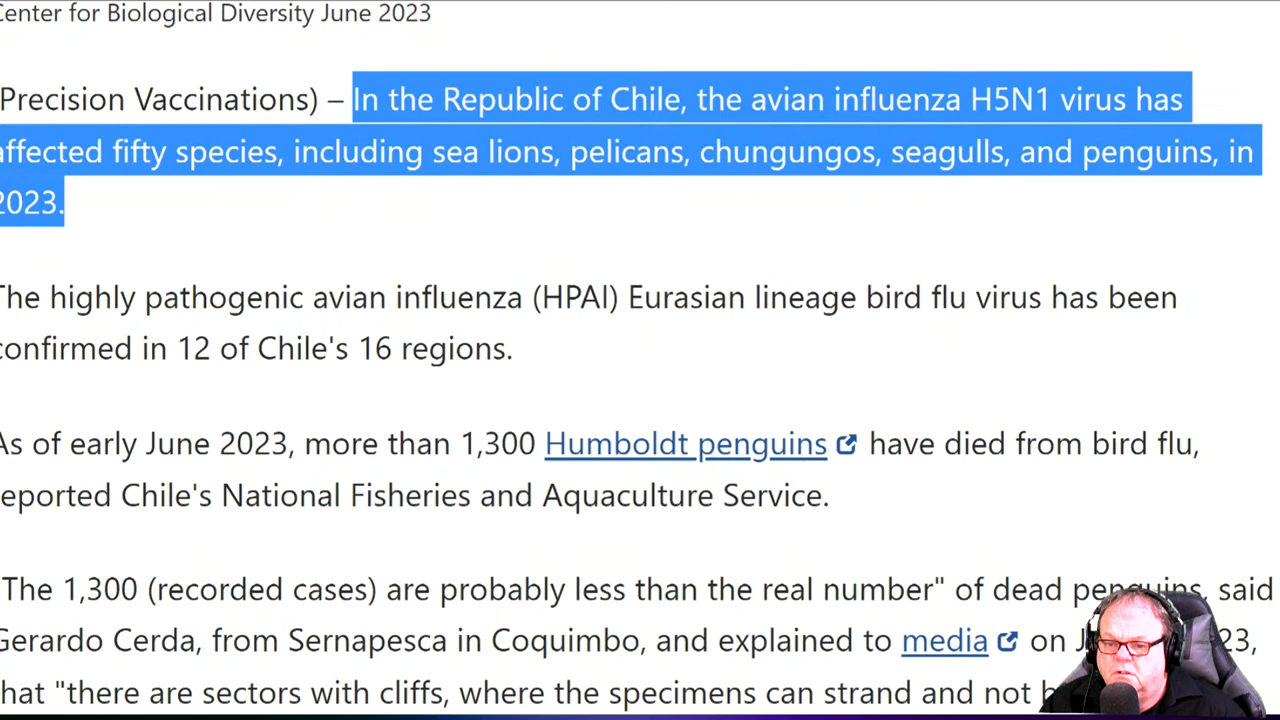 Center for Biological Diversity June 2023
Precision Vaccinations) – In the Republic of Chile, the avian influenza H5N1 virus has
affected fifty species, including sea lions, pelicans, chungungos, seagulls, and penguins, in
2023.
The highly pathogenic avian influenza (HPAI) Eurasian lineage bird flu virus has been
confirmed in 12 of Chile's 16 regions.
As of early June 2023, more than 1,300 Humboldt penguins have died from bird flu,
reported Chile's National Fisheries and Aquaculture Service.
The 1,300 (recorded cases) are probably less than the real number" of dead penguins, said
Gerardo Cerda, from Sernapesca in Coquimbo, and explained to media on
that "there are sectors with cliffs, where the specimens can strand and not